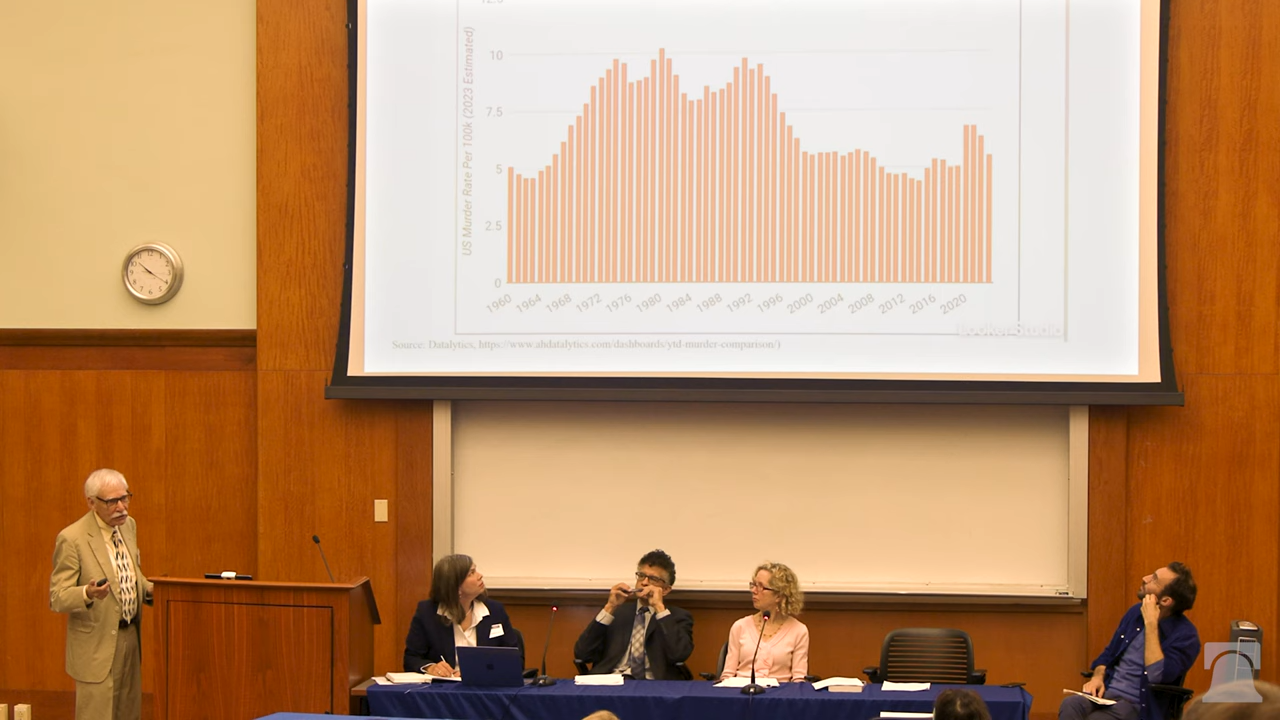 12.5
10
7.5
5
2.5
0
US Murder Rate Per 100k (2023 Estimated)
1960 1964 1968 1972 1976 1980 1984 1988 1992 1996 2000 2004 2008 2012 2016 2020
Looker Studio
Source: Datalytics, https://www.ahdatalytics.com/dashboards/ytd-murder-comparison/)